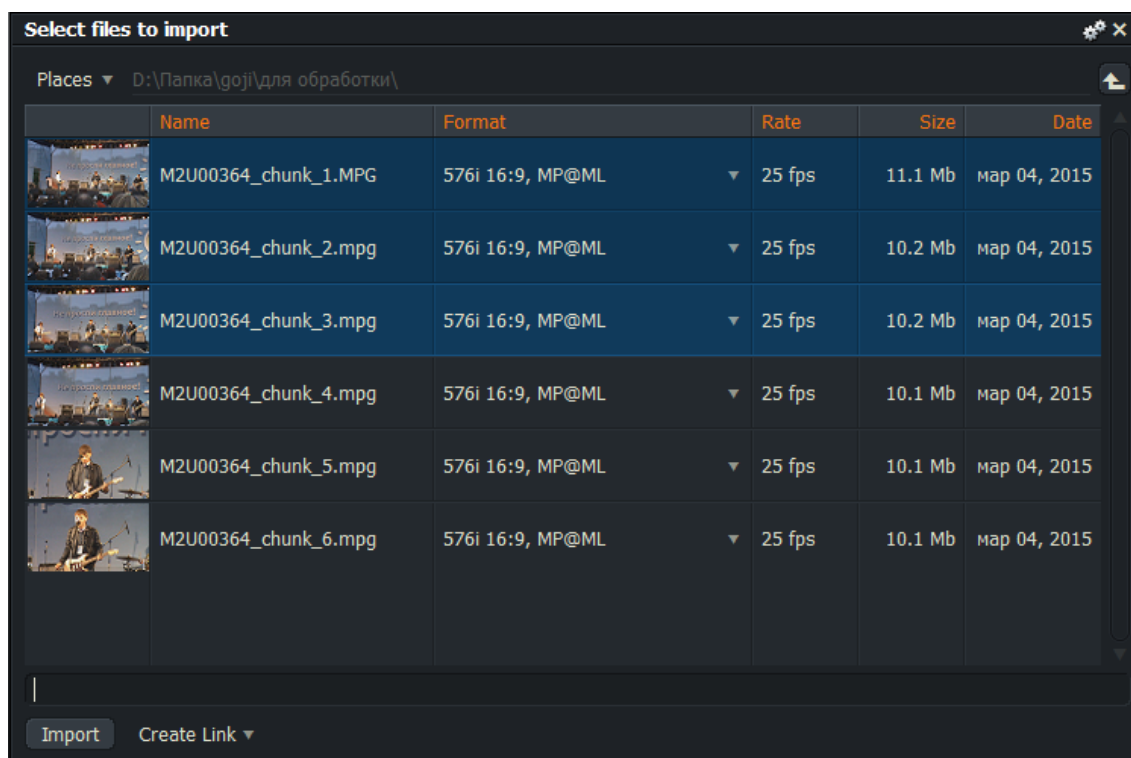 Select files to import
Places D:\Папка\goji\для обработки\
Name Format Rate Size Date
M2U00364_chunk_1.MPG 576i 16:9, MP@ML 25 fps 11.1 Mb мар 04, 2015
M2U00364_chunk_2.mpg 576i 16:9, MP@ML 25 fps 10.2 Mb мар 04, 2015
M2U00364_chunk_3.mpg 576i 16:9, MP@ML 25 fps 10.2 Mb мар 04, 2015
M2U00364_chunk_4.mpg 576i 16:9, MP@ML 25 fps 10.1 Mb мар 04, 2015
M2U00364_chunk_5.mpg 576i 16:9, MP@ML 25 fps 10.1 Mb мар 04, 2015
M2U00364_chunk_6.mpg 576i 16:9, MP@ML 25 fps 10.1 Mb мар 04, 2015
Import Create Link